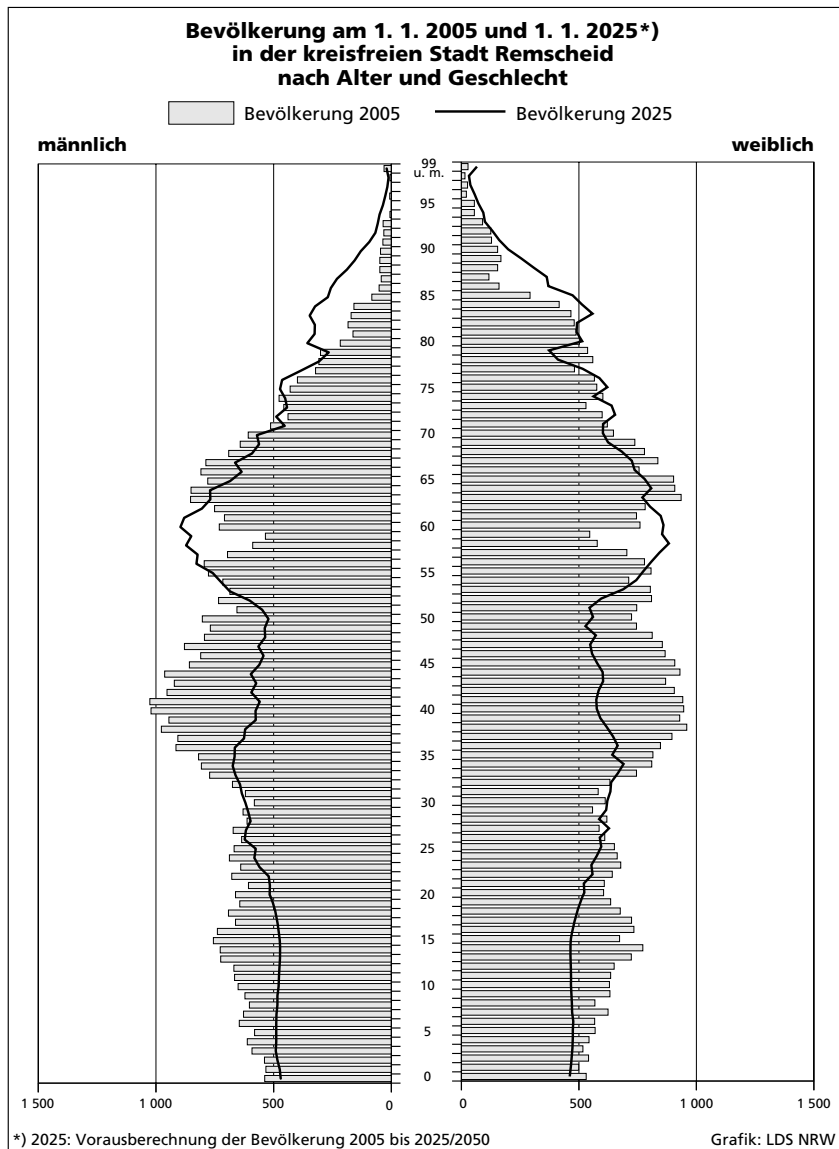 Bevölkerung am 1. 1. 2005 und 1. 1. 2025*)
in der kreisfreien Stadt Remscheid
nach Alter und Geschlecht
Bevölkerung 2005
Bevölkerung 2025
männlich
weiblich
99
u. m.
95
90
85
80
75
70
65
60
55
50
45
40
35
30
25
20
15
10
5
0
1 500
1 000
500
0
0
500
1 000
1 500
*) 2025: Vorausberechnung der Bevölkerung 2005 bis 2025/2050
Grafik: LDS NRW